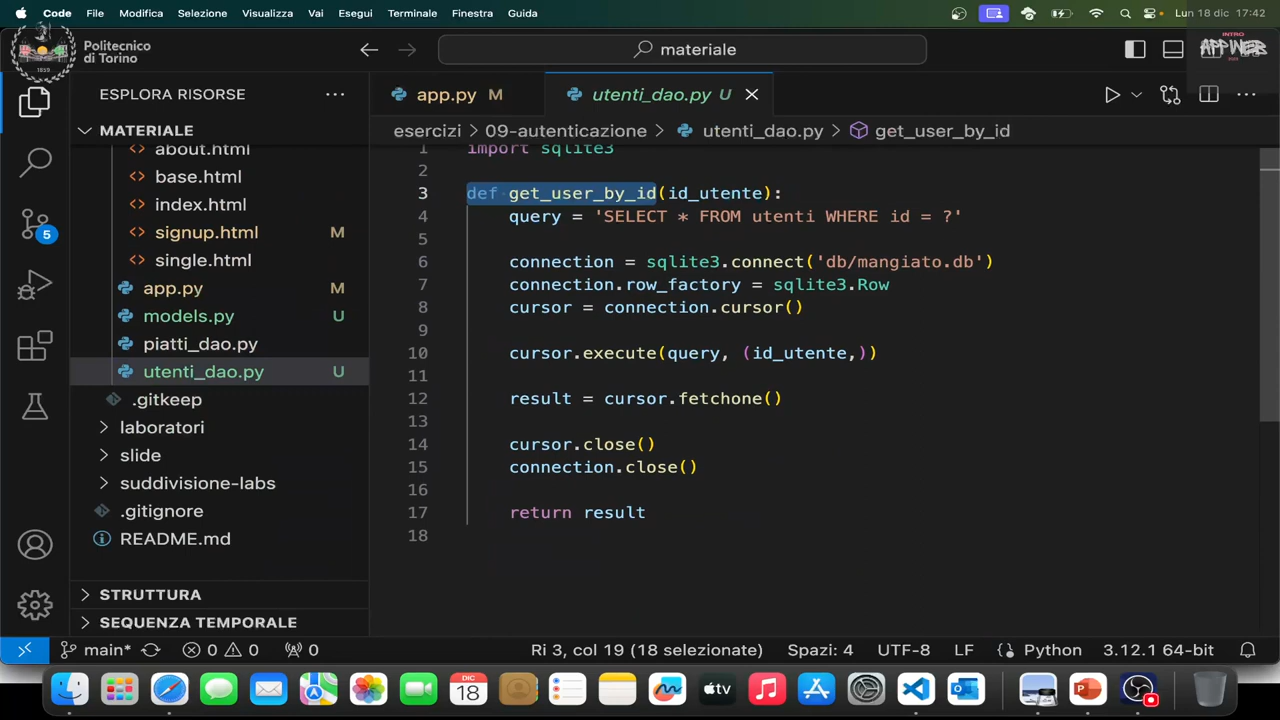 Code File Modifica Selezione Visualizza Vai Esegui Terminale Finestra Guida Lun 18 dic 17:42
Politecnico
di Torino
1859
materiale
INTRO
APPWEB
ESPLORA RISORSE
app.py M
utenti_dao.py U
MATERIALE
esercizi > 09-autenticazione > utenti_dao.py > get_user_by_id
about.html
base.html
index.html
signup.html M
single.html
app.py M
models.py U
piatti_dao.py
utenti_dao.py U
.gitkeep
laboratori
slide
suddivisione-labs
.gitignore
README.md
STRUTTURA
SEQUENZA TEMPORALE
5
1 import sqlite3
2
3 def get_user_by_id(id_utente):
4 query = 'SELECT * FROM utenti WHERE id = ?'
5
6 connection = sqlite3.connect('db/mangiato.db')
7 connection.row_factory = sqlite3.Row
8 cursor = connection.cursor()
9
10 cursor.execute(query, (id_utente,))
11
12 result = cursor.fetchone()
13
14 cursor.close()
15 connection.close()
16
17 return result
18
main* 0 0 0 Ri 3, col 19 (18 selezionate) Spazi: 4 UTF-8 LF Python 3.12.1 64-bit
DIC
18
tv